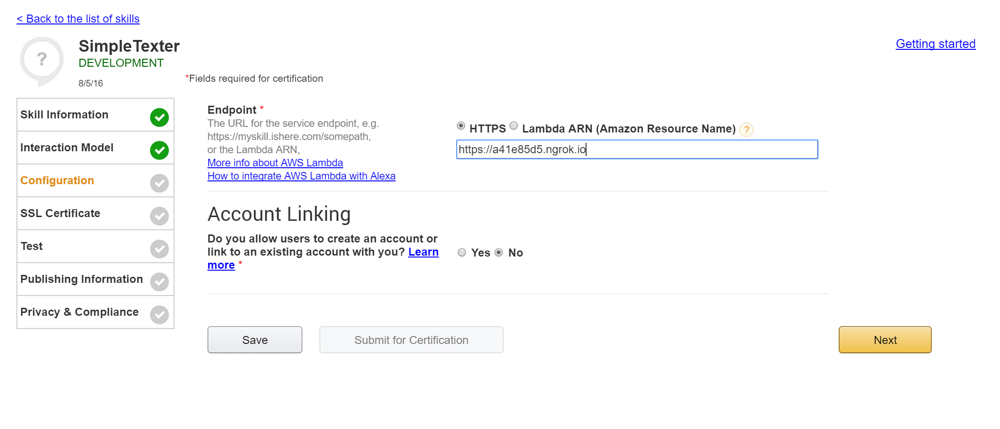 < Back to the list of skills
?
SimpleTexter
DEVELOPMENT
8/5/16
Getting started
*Fields required for certification
Skill Information
Interaction Model
Configuration
SSL Certificate
Test
Publishing Information
Privacy & Compliance
Endpoint *
The URL for the service endpoint, e.g.
https://myskill.ishere.com/somepath,
or the Lambda ARN,
More info about AWS Lambda
How to integrate AWS Lambda with Alexa
HTTPS Lambda ARN (Amazon Resource Name) ?
https://a41e85d5.ngrok.io
Account Linking
Do you allow users to create an account or
link to an existing account with you? Learn
more *
Yes No
Save
Submit for Certification
Next